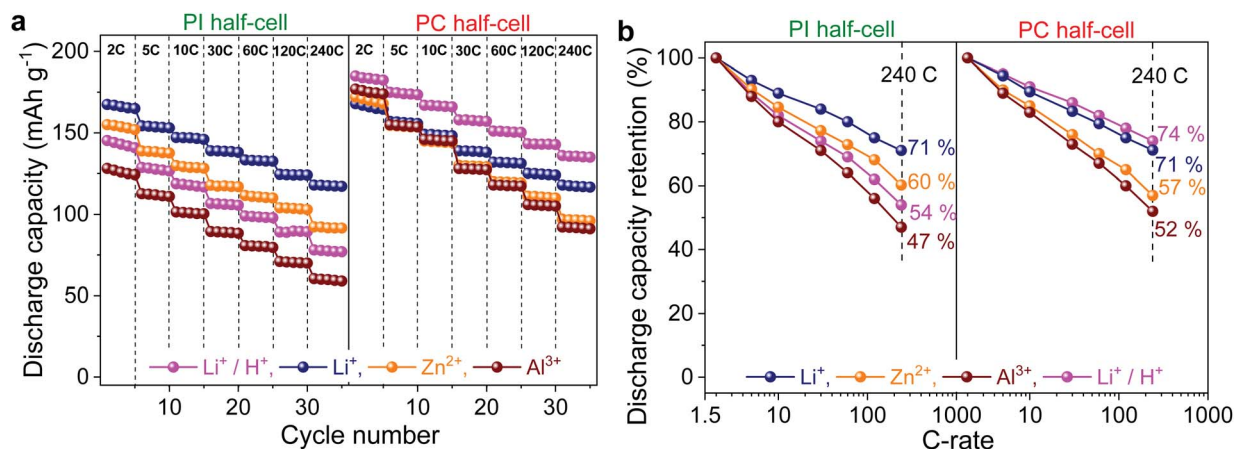 a
PI half-cell
PC half-cell
2C 5C 10C 30C 60C 120C 240C
2C 5C 10C 30C 60C 120C 240C
Discharge capacity (mAh g⁻¹)
200
150
100
50
0
Li⁺ / H⁺, Li⁺, Zn²⁺, Al³⁺
10 20 30 10 20 30
Cycle number
b
PI half-cell
PC half-cell
Discharge capacity retention (%)
100
80
60
40
20
0
240 C
71 %
60 %
54 %
47 %
240 C
74 %
71 %
57 %
52 %
Li⁺, Zn²⁺, Al³⁺, Li⁺ / H⁺
1.5 10 100 1000 10 100 1000
C-rate